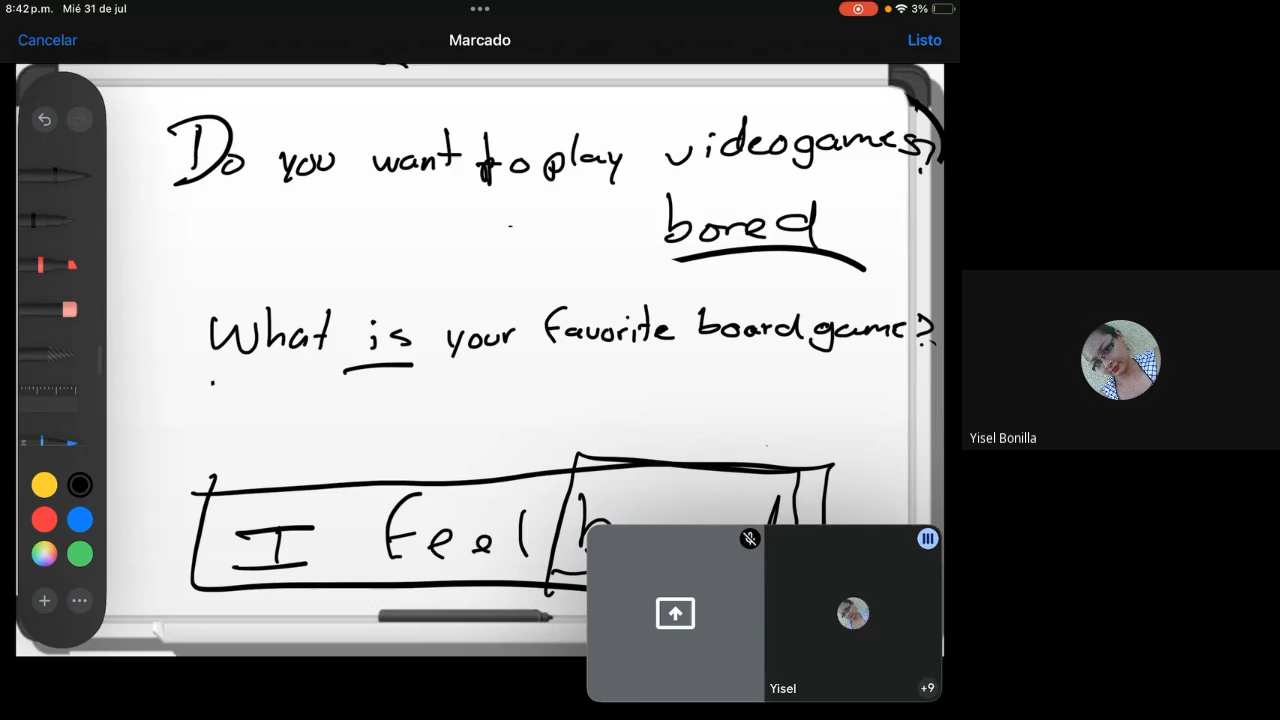 8:42 p.m. Mié 31 de jul
3%
Cancelar
Marcado
Listo
Do you want to play videogames?
bored
What is your favorite boardgame?
I feel
Yisel Bonilla
Yisel
+9